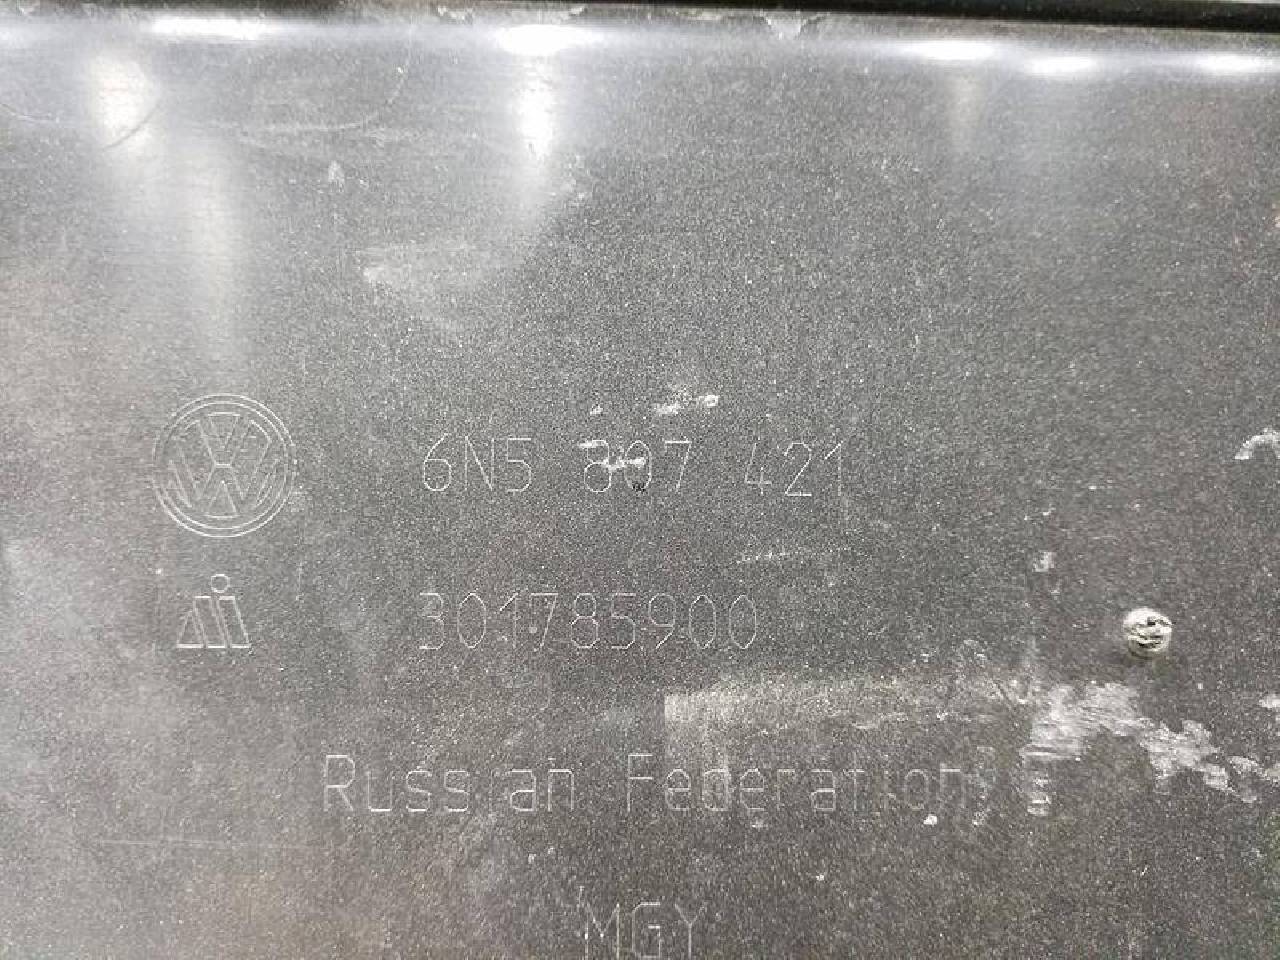 6N5 807 421
301785900
Russian Federation
MGY